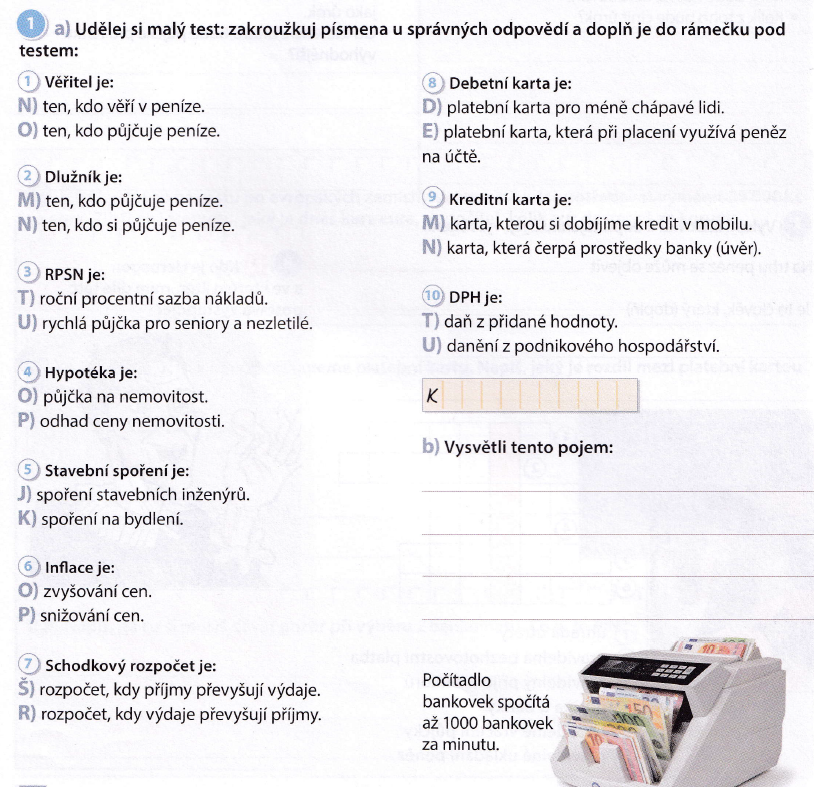 1 a) Udělej si malý test: zakroužkuj písmena u správných odpovědí a doplň je do rámečku pod
testem:
1 Věřitel je:
N) ten, kdo věří v peníze.
O) ten, kdo půjčuje peníze.
2 Dlužník je:
M) ten, kdo půjčuje peníze.
N) ten, kdo si půjčuje peníze.
3 RPSN je:
T) roční procentní sazba nákladů.
U) rychlá půjčka pro seniory a nezletilé.
4 Hypotéka je:
O) půjčka na nemovitost.
P) odhad ceny nemovitosti.
5 Stavební spoření je:
J) spoření stavebních inženýrů.
K) spoření na bydlení.
6 Inflace je:
O) zvyšování cen.
P) snižování cen.
7 Schodkový rozpočet je:
Š) rozpočet, kdy příjmy převyšují výdaje.
R) rozpočet, kdy výdaje převyšují příjmy.
8 Debetní karta je:
D) platební karta pro méně chápavé lidi.
E) platební karta, která při placení využívá peněz
na účtě.
9 Kreditní karta je:
M) karta, kterou si dobíjíme kredit v mobilu.
N) karta, která čerpá prostředky banky (úvěr).
10 DPH je:
T) daň z přidané hodnoty.
U) danění z podnikového hospodářství.
K
b) Vysvětli tento pojem:
Počítadlo
bankovek spočítá
až 1000 bankovek
za minutu.